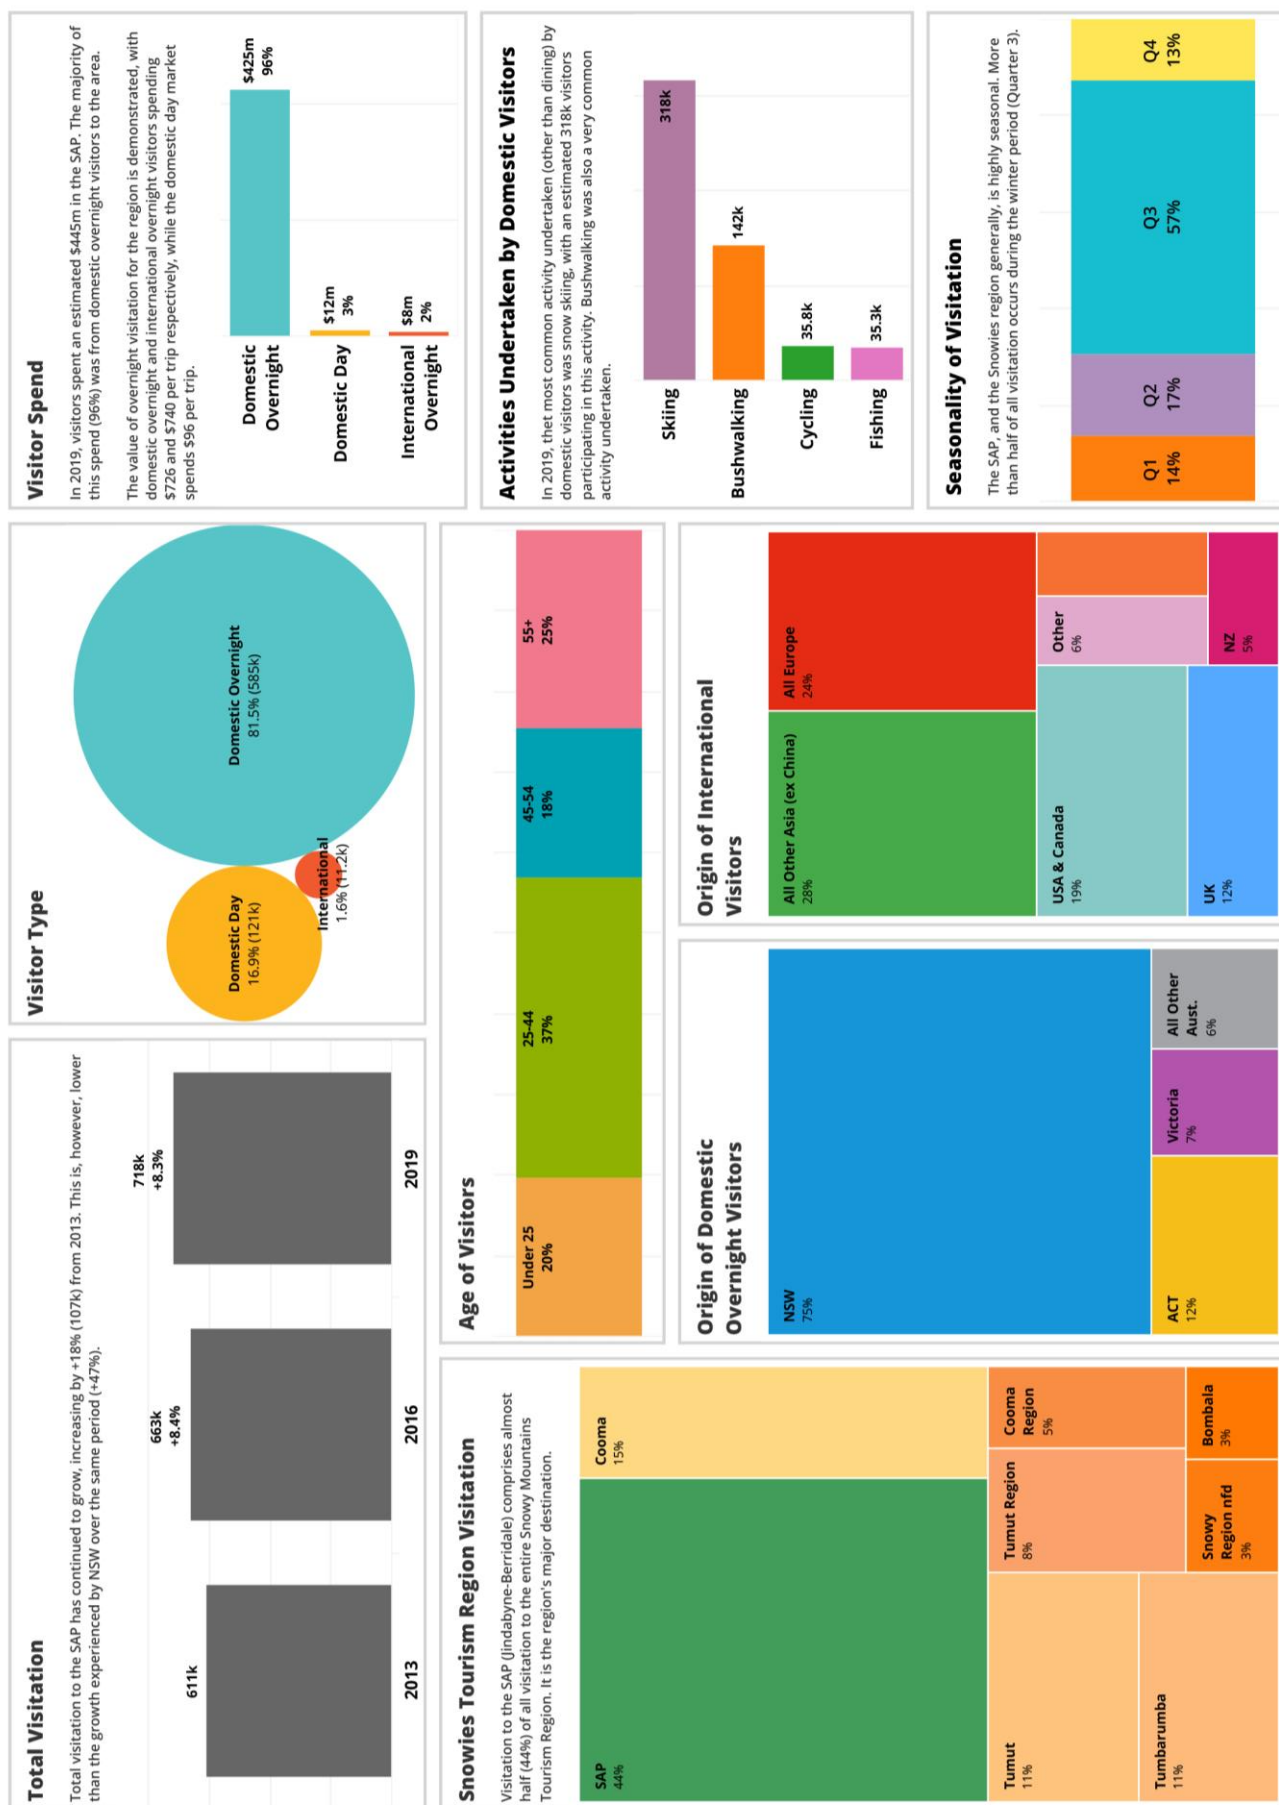 Total Visitation
Total visitation to the SAP has continued to grow, increasing by +18% (107k) from 2013. This is, however, lower
than the growth experienced by NSW over the same period (+47%).
611k
663k
+8.4%
718k
+8.3%
2013
2016
2019
Visitor Type
Domestic Day
16.9% (121k)
International
1.6% (11.2k)
Domestic Overnight
81.5% (585k)
Visitor Spend
In 2019, visitors spent an estimated $445m in the SAP. The majority of
this spend (96%) was from domestic overnight visitors to the area.
The value of overnight visitation for the region is demonstrated, with
domestic overnight and international overnight visitors spending
$726 and $740 per trip respectively, while the domestic day market
spends $96 per trip.
Domestic
Overnight
$425m
96%
Domestic Day
$12m
3%
International
Overnight
$8m
2%
Snowies Tourism Region Visitation
Visitation to the SAP (Jindabyne-Berridale) comprises almost
half (44%) of all visitation to the entire Snowy Mountains
Tourism Region. It is the region's major destination.
SAP
44%
Cooma
15%
Tumut
11%
Tumut Region
8%
Cooma
Region
5%
Tumbarumba
11%
Snowy
Region nfd
3%
Bombala
3%
Age of Visitors
Under 25
20%
25-44
37%
45-54
18%
55+
25%
Activities Undertaken by Domestic Visitors
In 2019, thet most common activity undertaken (other than dining) by
domestic visitors was snow skiing, with an estimated 318k visitors
participating in this activity. Bushwalking was also a very common
activity undertaken.
Skiing
318k
Bushwalking
142k
Cycling
35.8k
Fishing
35.3k
Origin of Domestic
Overnight Visitors
NSW
75%
ACT
12%
Victoria
7%
All Other
Aust.
6%
Origin of International
Visitors
All Other Asia (ex China)
28%
All Europe
24%
USA & Canada
19%
Other
6%
UK
12%
NZ
5%
Seasonality of Visitation
The SAP, and the Snowies region generally, is highly seasonal. More
than half of all visitation occurs during the winter period (Quarter 3).
Q1
14%
Q2
17%
Q3
57%
Q4
13%